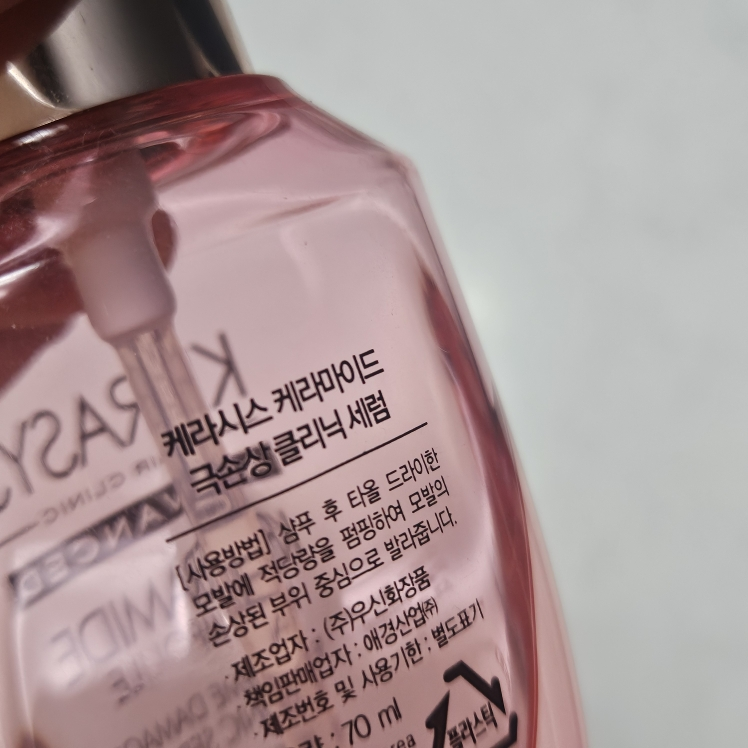 케라시스 케라마이드
극손상 클리닉 세럼
[사용방법] 샴푸 후 타올 드라이한
모발에 적당량을 펌핑하여 모발의
손상된 부위 중심으로 발라줍니다.
· 제조업자 : (주)유신화장품
· 책임판매업자 : 애경산업㈜
· 제조번호 및 사용기한 : 별도표기
: 70 ml
플라스틱
KERASYS
HAIR CLINIC